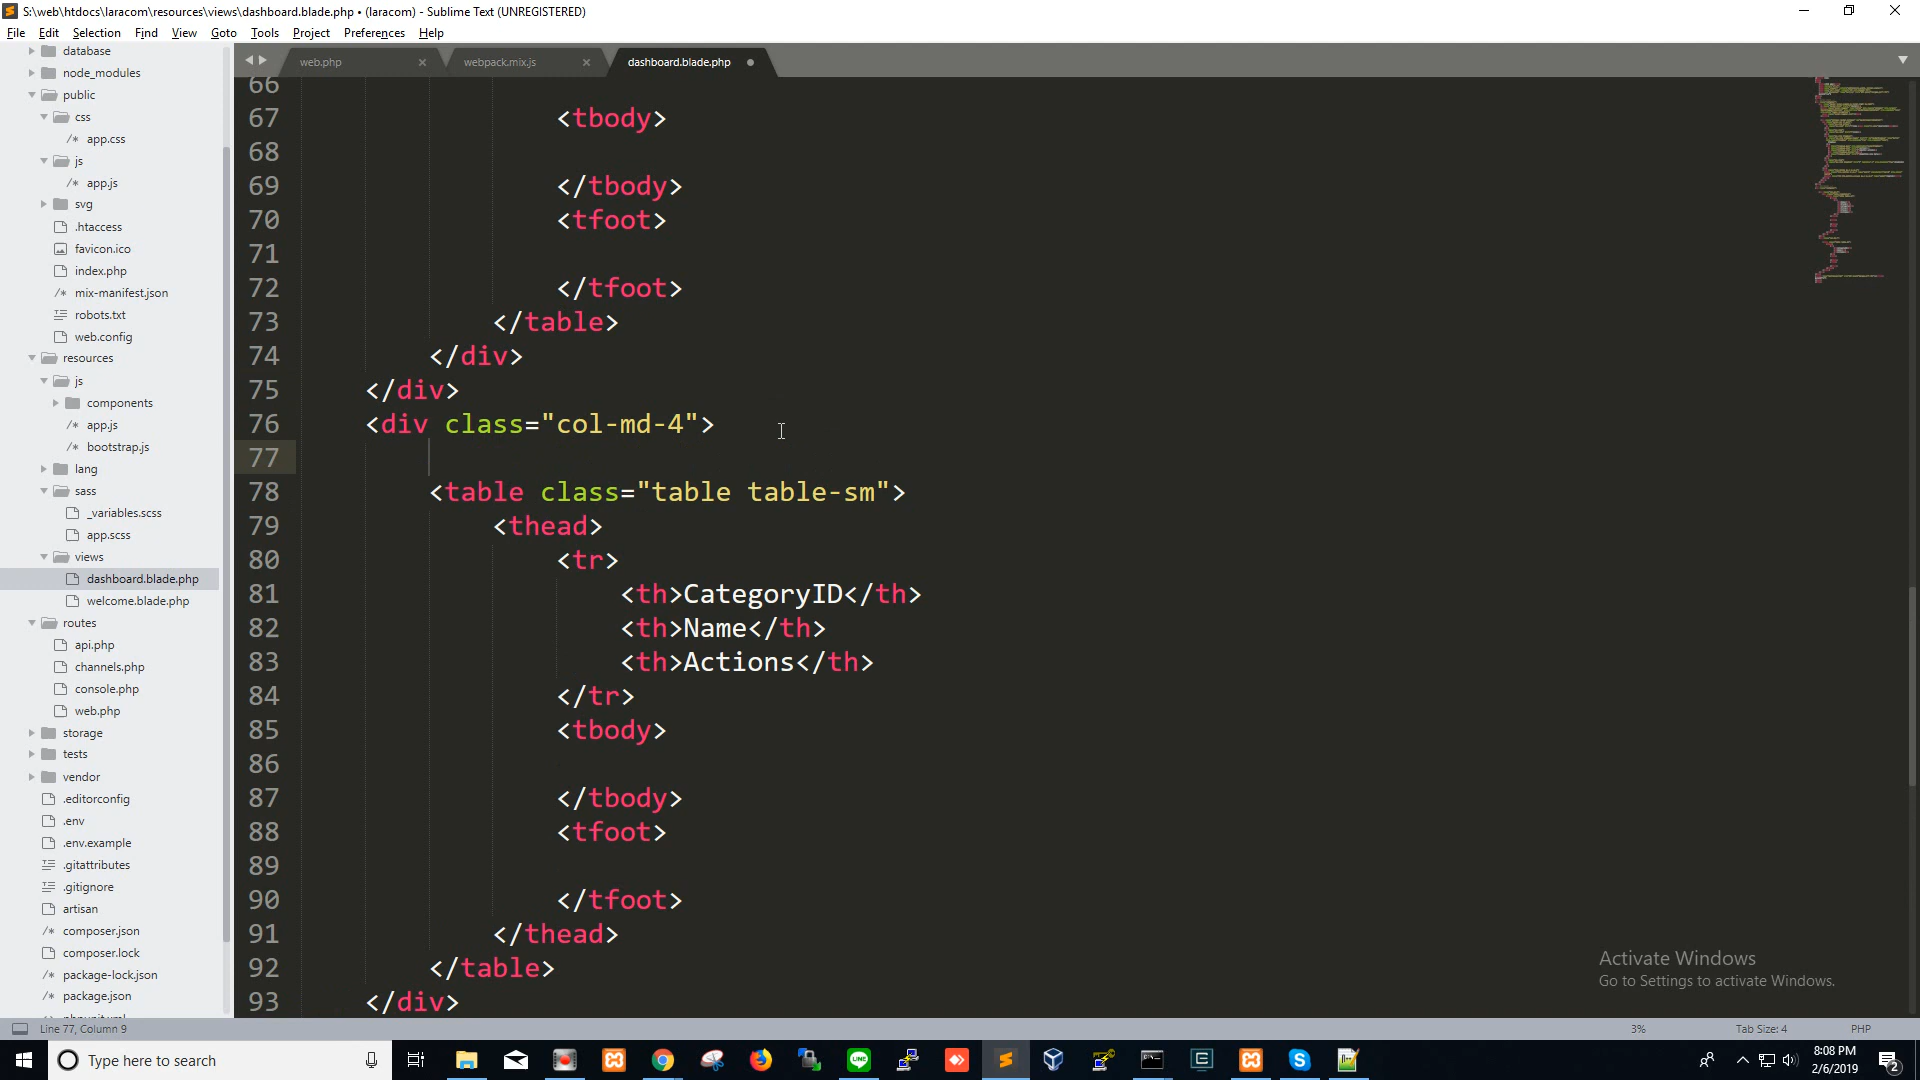 S:\web\htdocs\laracom\resources\views\dashboard.blade.php • (laracom) - Sublime Text (UNREGISTERED)
File Edit Selection Find View Goto Tools Project Preferences Help
database
node_modules
public
css
/* app.css
js
/* app.js
svg
.htaccess
favicon.ico
index.php
/* mix-manifest.json
robots.txt
web.config
resources
js
components
/* app.js
/* bootstrap.js
lang
sass
_variables.scss
app.scss
views
dashboard.blade.php
welcome.blade.php
routes
api.php
channels.php
console.php
web.php
storage
tests
vendor
.editorconfig
.env
.env.example
.gitattributes
.gitignore
artisan
/* composer.json
composer.lock
/* package-lock.json
/* package.json
web.php
webpack.mix.js
dashboard.blade.php
66
67 <tbody>
68
69 </tbody>
70 <tfoot>
71
72 </tfoot>
73 </table>
74 </div>
75 </div>
76 <div class="col-md-4">
77
78 <table class="table table-sm">
79 <thead>
80 <tr>
81 <th>CategoryID</th>
82 <th>Name</th>
83 <th>Actions</th>
84 </tr>
85 <tbody>
86
87 </tbody>
88 <tfoot>
89
90 </tfoot>
91 </thead>
92 </table>
93 </div>
Activate Windows
Go to Settings to activate Windows.
Line 77, Column 9
3%
Tab Size: 4
PHP
Type here to search
8:08 PM
2/6/2019
2